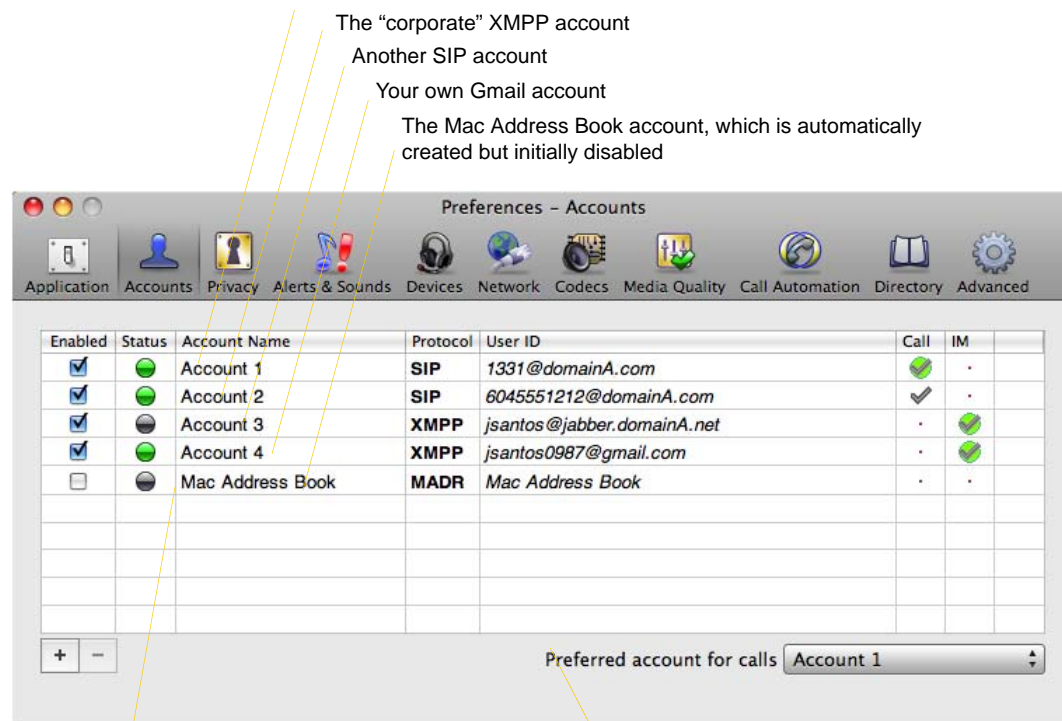 The “corporate” XMPP account
Another SIP account
Your own Gmail account
The Mac Address Book account, which is automatically
created but initially disabled
Preferences – Accounts
Application Accounts Privacy Alerts & Sounds Devices Network Codecs Media Quality Call Automation Directory Advanced
Enabled Status Account Name Protocol User ID Call IM
Account 1 SIP 1331@domainA.com
Account 2 SIP 6045551212@domainA.com
Account 3 XMPP jsantos@jabber.domainA.net
Account 4 XMPP jsantos0987@gmail.com
Mac Address Book MADR Mac Address Book
+ −
Preferred account for calls Account 1